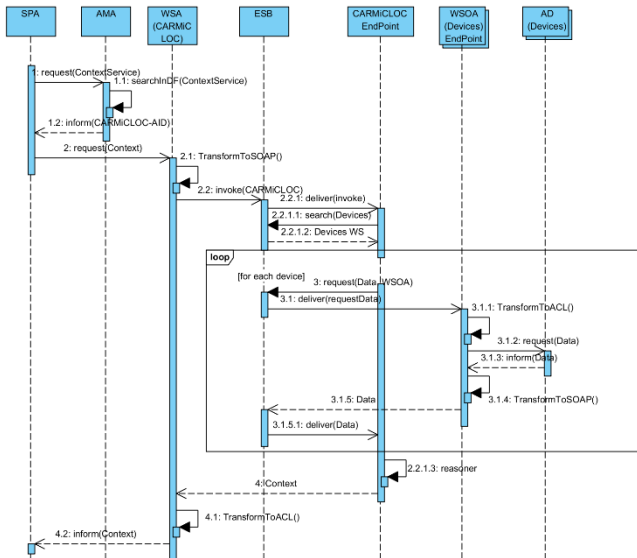 SPA
AMA
WSA
(CARMiC
LOC)
ESB
CARMiCLOC
EndPoint
WSOA
(Devices)
EndPoint
AD
(Devices)
1: request(ContextService)
1.1: searchInDF(ContextService)
1.2: inform(CARMiCLOC-AID)
2: request(Context)
2.1: TransformToSOAP()
2.2: invoke(CARMiCLOC)
2.2.1: deliver(invoke)
2.2.1.1: search(Devices)
2.2.1.2: Devices WS
loop
[for each device]
3: request(Data, WSOA)
3.1: deliver(requestData)
3.1.1: TransformToACL()
3.1.2: request(Data)
3.1.3: inform(Data)
3.1.4: TransformToSOAP()
3.1.5: Data
3.1.5.1: deliver(Data)
2.2.1.3: reasoner
4: Context
4.1: TransformToACL()
4.2: inform(Context)